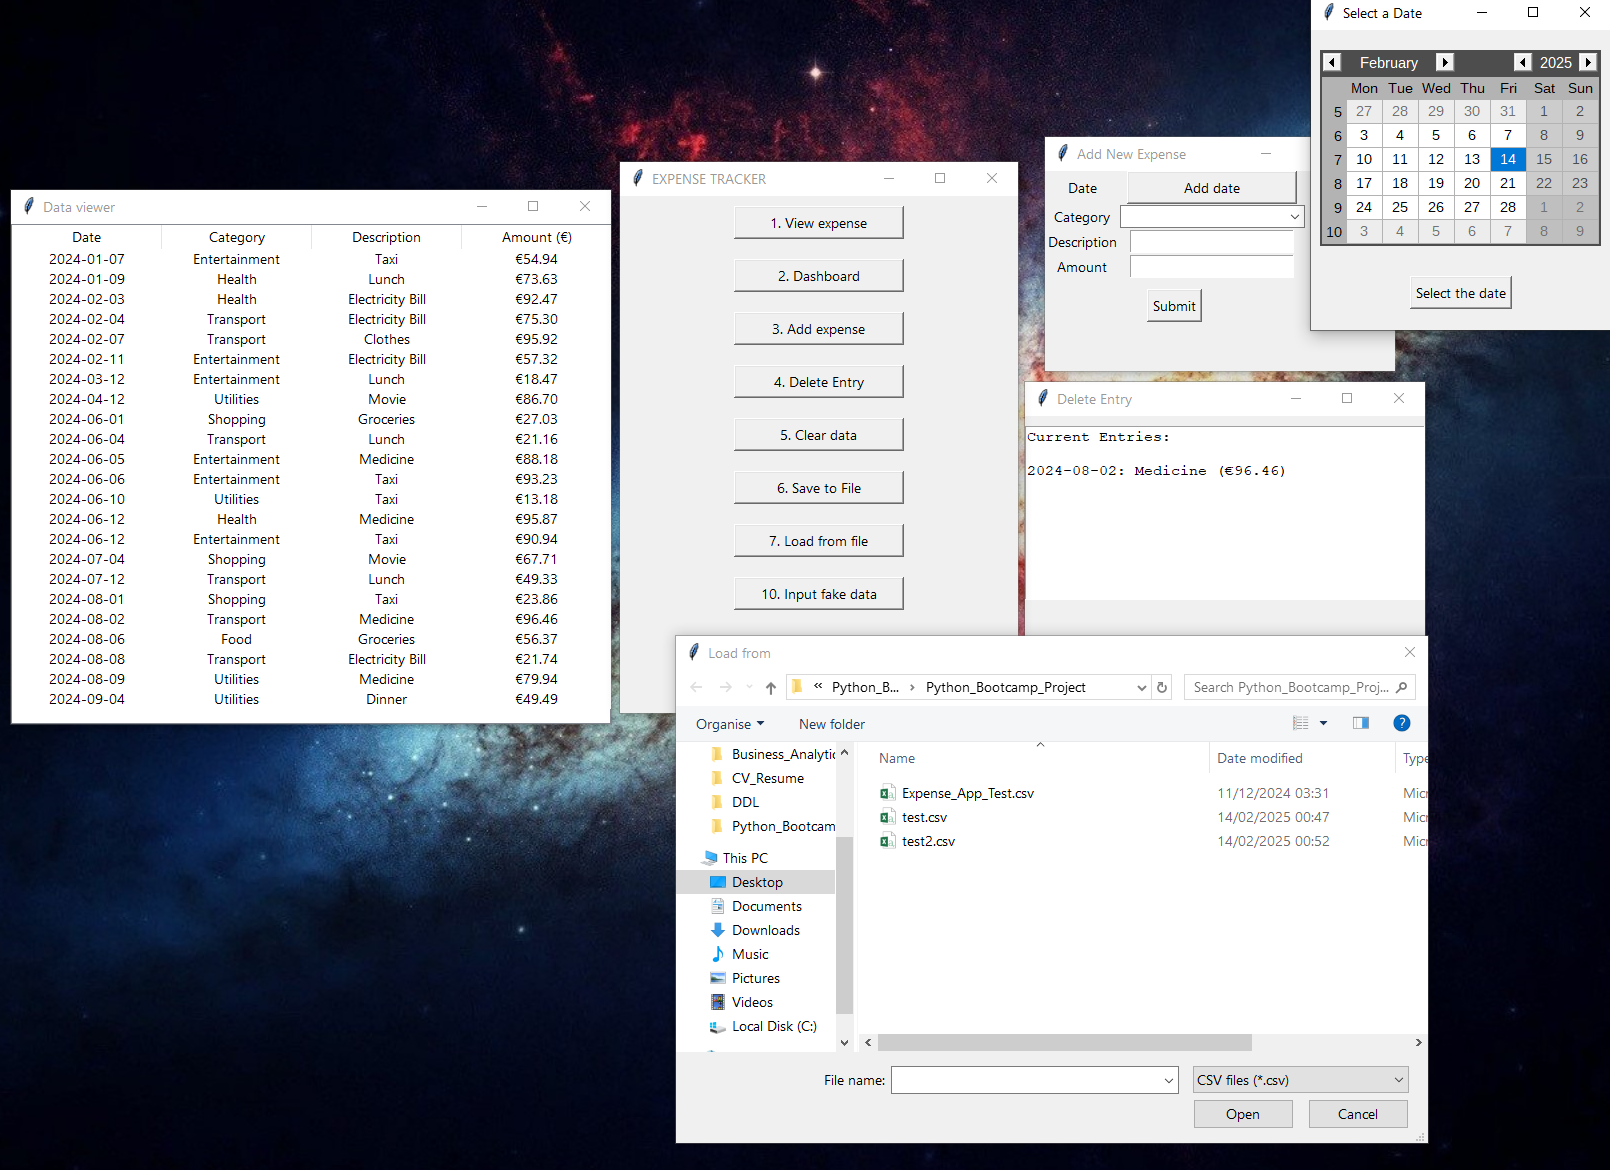 Data viewer
Date Category Description Amount (€)
2024-01-07 Entertainment Taxi €54.94
2024-01-09 Health Lunch €73.63
2024-02-03 Health Electricity Bill €92.47
2024-02-04 Transport Electricity Bill €75.30
2024-02-07 Transport Clothes €95.92
2024-02-11 Entertainment Electricity Bill €57.32
2024-03-12 Entertainment Lunch €18.47
2024-04-12 Utilities Movie €86.70
2024-06-01 Shopping Groceries €27.03
2024-06-04 Transport Lunch €21.16
2024-06-05 Entertainment Medicine €88.18
2024-06-06 Entertainment Taxi €93.23
2024-06-10 Utilities Taxi €13.18
2024-06-12 Health Medicine €95.87
2024-06-12 Entertainment Taxi €90.94
2024-07-04 Shopping Movie €67.71
2024-07-12 Transport Lunch €49.33
2024-08-01 Shopping Taxi €23.86
2024-08-02 Transport Medicine €96.46
2024-08-06 Food Groceries €56.37
2024-08-08 Transport Electricity Bill €21.74
2024-08-09 Utilities Medicine €79.94
2024-09-04 Utilities Dinner €49.49
EXPENSE TRACKER
1. View expense
2. Dashboard
3. Add expense
4. Delete Entry
5. Clear data
6. Save to File
7. Load from file
10. Input fake data
Add New Expense
Date Add date
Category
Description
Amount
Submit
Select a Date
February 2025
Mon Tue Wed Thu Fri Sat Sun
5 27 28 29 30 31 1 2
6 3 4 5 6 7 8 9
7 10 11 12 13 14 15 16
8 17 18 19 20 21 22 23
9 24 25 26 27 28 1 2
10 3 4 5 6 7 8 9
Select the date
Delete Entry
Current Entries:
2024-08-02: Medicine (€96.46)
Load from
« Python_B... › Python_Bootcamp_Project
Search Python_Bootcamp_Proj...
Organise New folder
Business_Analytic
CV_Resume
DDL
Python_Bootcam
This PC
Desktop
Documents
Downloads
Music
Pictures
Videos
Local Disk (C:)
Name Date modified Type
Expense_App_Test.csv 11/12/2024 03:31 Micr
test.csv 14/02/2025 00:47 Micr
test2.csv 14/02/2025 00:52 Micr
File name: CSV files (*.csv)
Open Cancel